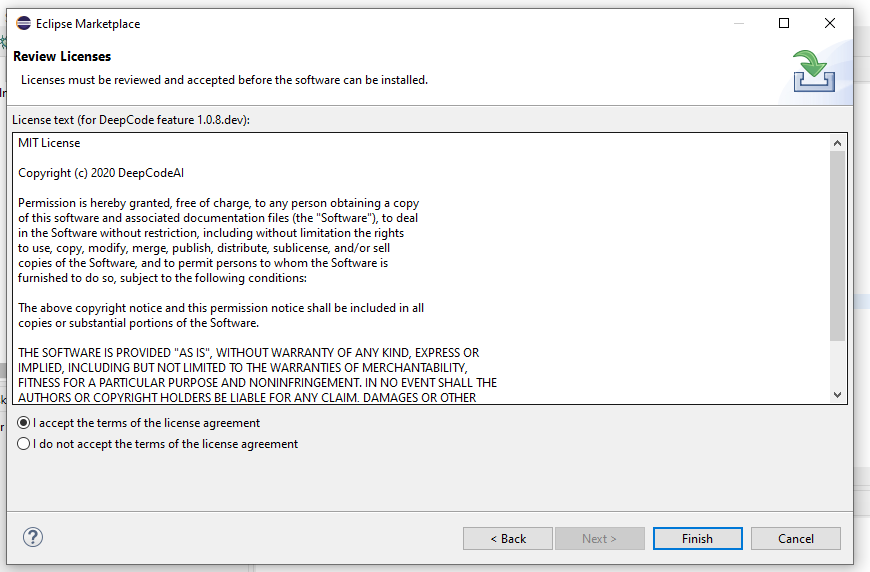 Eclipse Marketplace
Review Licenses
Licenses must be reviewed and accepted before the software can be installed.
License text (for DeepCode feature 1.0.8.dev):
MIT License
Copyright (c) 2020 DeepCodeAI
Permission is hereby granted, free of charge, to any person obtaining a copy
of this software and associated documentation files (the "Software"), to deal
in the Software without restriction, including without limitation the rights
to use, copy, modify, merge, publish, distribute, sublicense, and/or sell
copies of the Software, and to permit persons to whom the Software is
furnished to do so, subject to the following conditions:
The above copyright notice and this permission notice shall be included in all
copies or substantial portions of the Software.
THE SOFTWARE IS PROVIDED "AS IS", WITHOUT WARRANTY OF ANY KIND, EXPRESS OR
IMPLIED, INCLUDING BUT NOT LIMITED TO THE WARRANTIES OF MERCHANTABILITY,
FITNESS FOR A PARTICULAR PURPOSE AND NONINFRINGEMENT. IN NO EVENT SHALL THE
AUTHORS OR COPYRIGHT HOLDERS BE LIABLE FOR ANY CLAIM, DAMAGES OR OTHER
I accept the terms of the license agreement
I do not accept the terms of the license agreement
?
< Back
Next >
Finish
Cancel